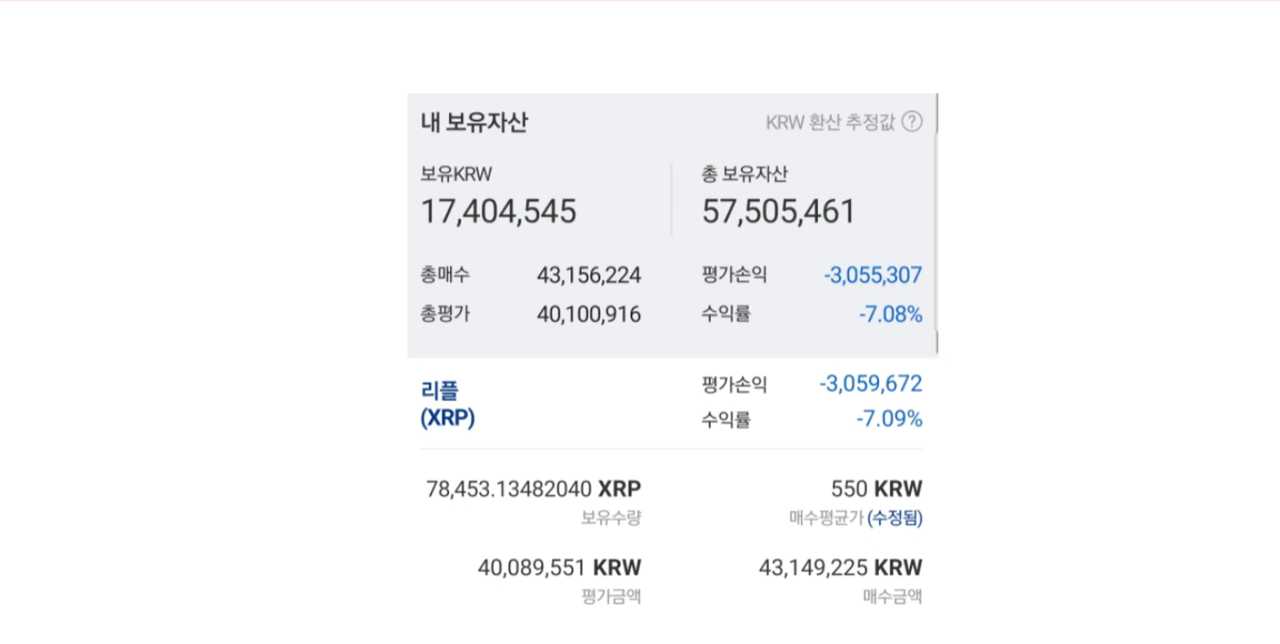 내 보유자산 KRW 환산 추정값 ?
보유KRW 총 보유자산
17,404,545 57,505,461
총매수 43,156,224 평가손익 -3,055,307
총평가 40,100,916 수익률 -7.08%
리플 평가손익 -3,059,672
(XRP) 수익률 -7.09%
78,453.13482040 XRP 550 KRW
보유수량 매수평균가 (수정됨)
40,089,551 KRW 43,149,225 KRW
평가금액 매수금액